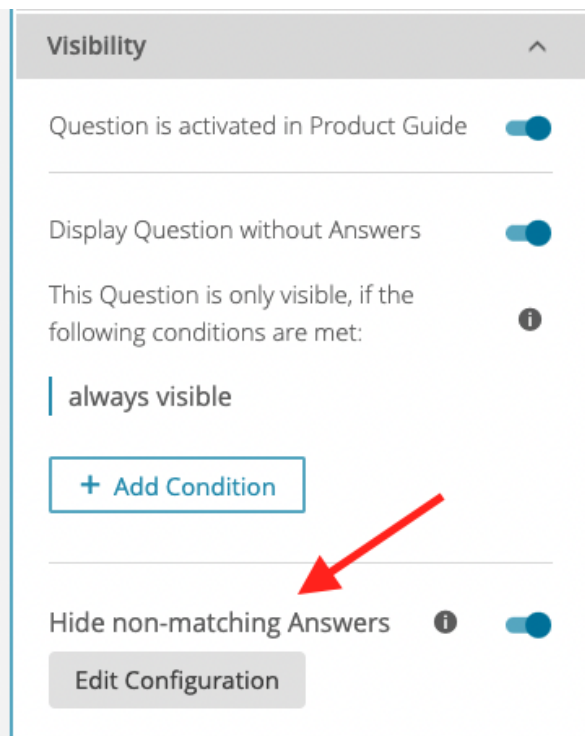 Visibility
Question is activated in Product Guide
Display Question without Answers
This Question is only visible, if the
following conditions are met:
always visible
+ Add Condition
Hide non-matching Answers
Edit Configuration